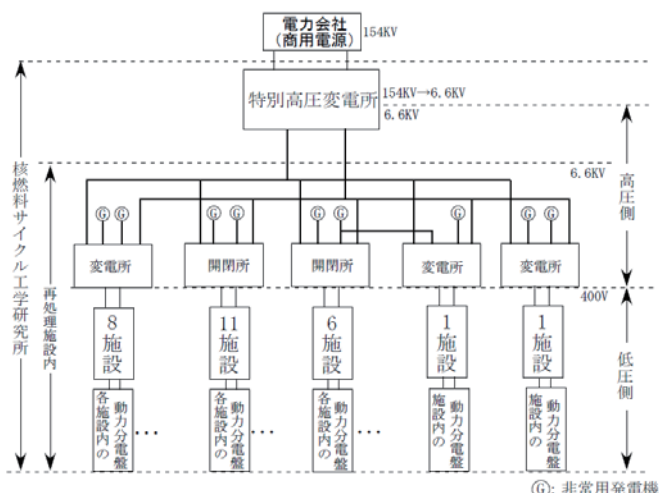 電力会社
(商用電源)
154KV
特別高圧変電所
154KV→6.6KV
6.6KV
6.6KV
核燃料サイクル工学研究所
再処理施設内
高圧側
G G
G G
G G
G
G G
変電所
開閉所
開閉所
変電所
変電所
400V
低圧側
8施設
11施設
6施設
1施設
1施設
各施設内の動力分電盤
…
各施設内の動力分電盤
…
各施設内の動力分電盤
…
施設内の動力分電盤
施設内の動力分電盤
G: 非常用発電機